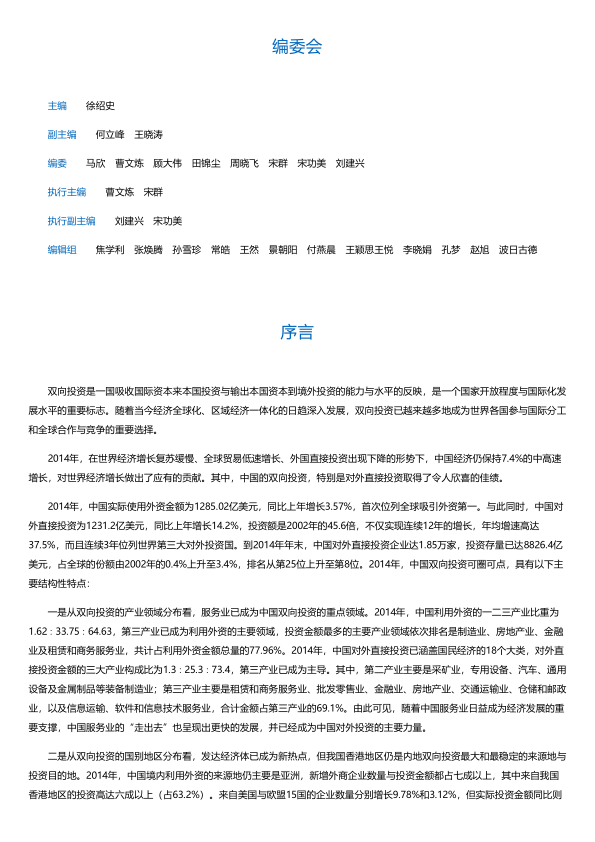 编委会
主编 徐绍史
副主编 何立峰 王晓涛
编委 马欣 曹文炼 顾大伟 田锦尘 周晓飞 宋群 宋功美 刘建兴
执行主编 曹文炼 宋群
执行副主编 刘建兴 宋功美
编辑组 焦学利 张焕腾 孙雪珍 常皓 王然 景朝阳 付燕晨 王颖思王悦 李晓娟 孔梦 赵旭 波日古德
序言
双向投资是一国吸收国际资本来本国投资与输出本国资本到境外投资的能力与水平的反映，是一个国家开放程度与国际化发
展水平的重要标志。随着当今经济全球化、区域经济一体化的日趋深入发展，双向投资已越来越多地成为世界各国参与国际分工
和全球合作与竞争的重要选择。
2014年，在世界经济增长复苏缓慢、全球贸易低速增长、外国直接投资出现下降的形势下，中国经济仍保持7.4%的中高速
增长，对世界经济增长做出了应有的贡献。其中，中国的双向投资，特别是对外直接投资取得了令人欣喜的佳绩。
2014年，中国实际使用外资金额为1285.02亿美元，同比上年增长3.57%，首次位列全球吸引外资第一。与此同时，中国对
外直接投资为1231.2亿美元，同比上年增长14.2%，投资额是2002年的45.6倍，不仅实现连续12年的增长，年均增速高达
37.5%，而且连续3年位列世界第三大对外投资国。到2014年年末，中国对外直接投资企业达1.85万家，投资存量已达8826.4亿
美元，占全球的份额由2002年的0.4%上升至3.4%，排名从第25位上升至第8位。2014年，中国双向投资可圈可点，具有以下主
要结构性特点：
一是从双向投资的产业领域分布看，服务业已成为中国双向投资的重点领域。2014年，中国利用外资的一二三产业比重为
1.62：33.75：64.63，第三产业已成为利用外资的主要领域，投资金额最多的主要产业领域依次排名是制造业、房地产业、金融
业及租赁和商务服务业，共计占利用外资金额总量的77.96%。2014年，中国对外直接投资已涵盖国民经济的18个大类，对外直
接投资金额的三大产业构成比为1.3：25.3：73.4，第三产业已成为主导。其中，第二产业主要是采矿业，专用设备、汽车、通用
设备及金属制品等装备制造业；第三产业主要是租赁和商务服务业、批发零售业、金融业、房地产业、交通运输业、仓储和邮政
业，以及信息运输、软件和信息技术服务业，合计金额占第三产业的69.1%。由此可见，随着中国服务业日益成为经济发展的重
要支撑，中国服务业的“走出去”也呈现出更快的发展，并已经成为中国对外投资的主要力量。
二是从双向投资的国别地区分布看，发达经济体已成为新热点，但我国香港地区仍是内地双向投资最大和最稳定的来源地与
投资目的地。2014年，中国境内利用外资的来源地仍主要是亚洲，新增外商企业数量与投资金额都占七成以上，其中来自我国
香港地区的投资高达六成以上（占63.2%）。来自美国与欧盟15国的企业数量分别增长9.78%和3.12%，但实际投资金额同比则